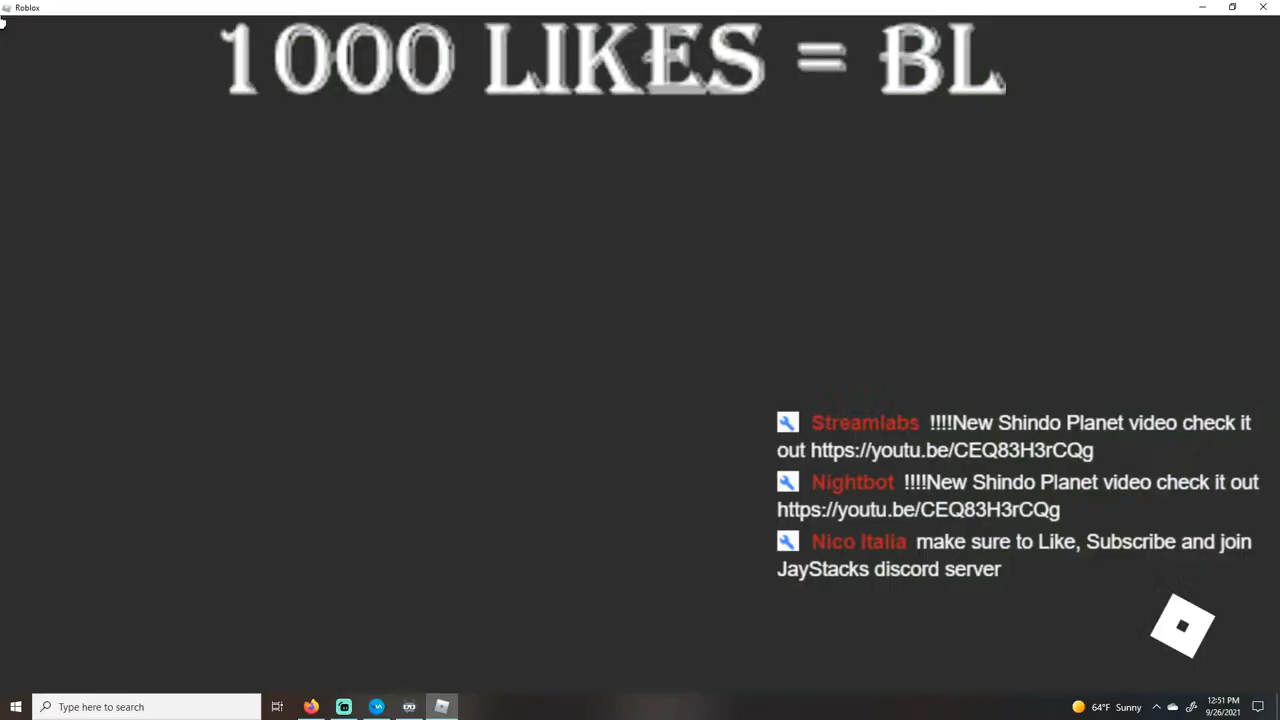 Roblox
1000 LIKES = BL
Streamlabs !!!!New Shindo Planet video check it
out https://youtu.be/CEQ83H3rCQg
Nightbot !!!!New Shindo Planet video check it out
https://youtu.be/CEQ83H3rCQg
Nico Italia make sure to Like, Subscribe and join
JayStacks discord server
Type here to search
64°F Sunny
12:51 PM
9/26/2021